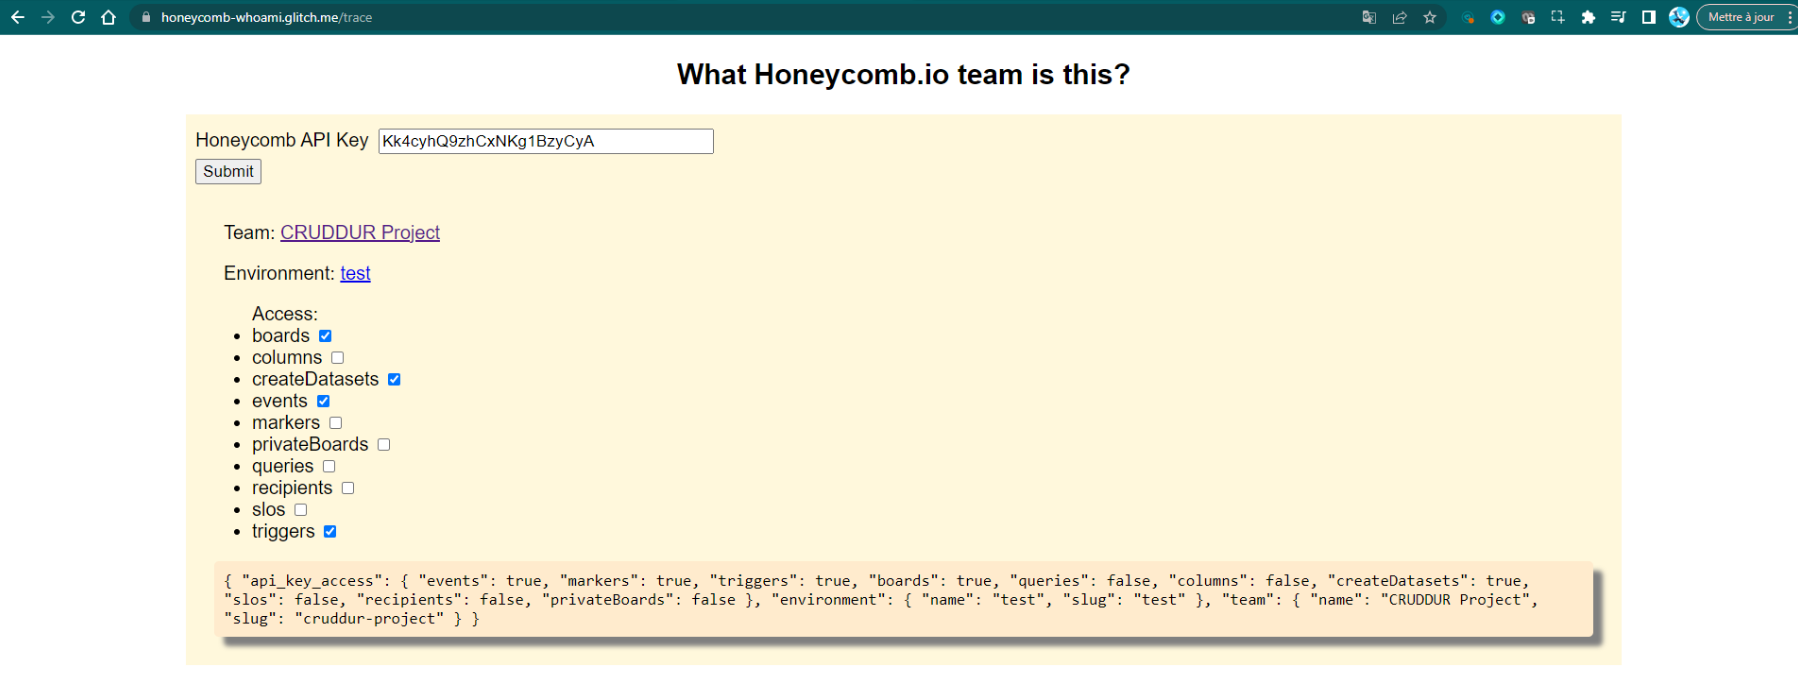 honeycomb-whoami.glitch.me/trace
Mettre à jour
What Honeycomb.io team is this?
Honeycomb API Key Kk4cyhQ9zhCxNKg1BzyCyA
Submit
Team: CRUDDUR Project
Environment: test
Access:
boards
columns
createDatasets
events
markers
privateBoards
queries
recipients
slos
triggers
{ "api_key_access": { "events": true, "markers": true, "triggers": true, "boards": true, "queries": false, "columns": false, "createDatasets": true,
"slos": false, "recipients": false, "privateBoards": false }, "environment": { "name": "test", "slug": "test" }, "team": { "name": "CRUDDUR Project",
"slug": "cruddur-project" } }